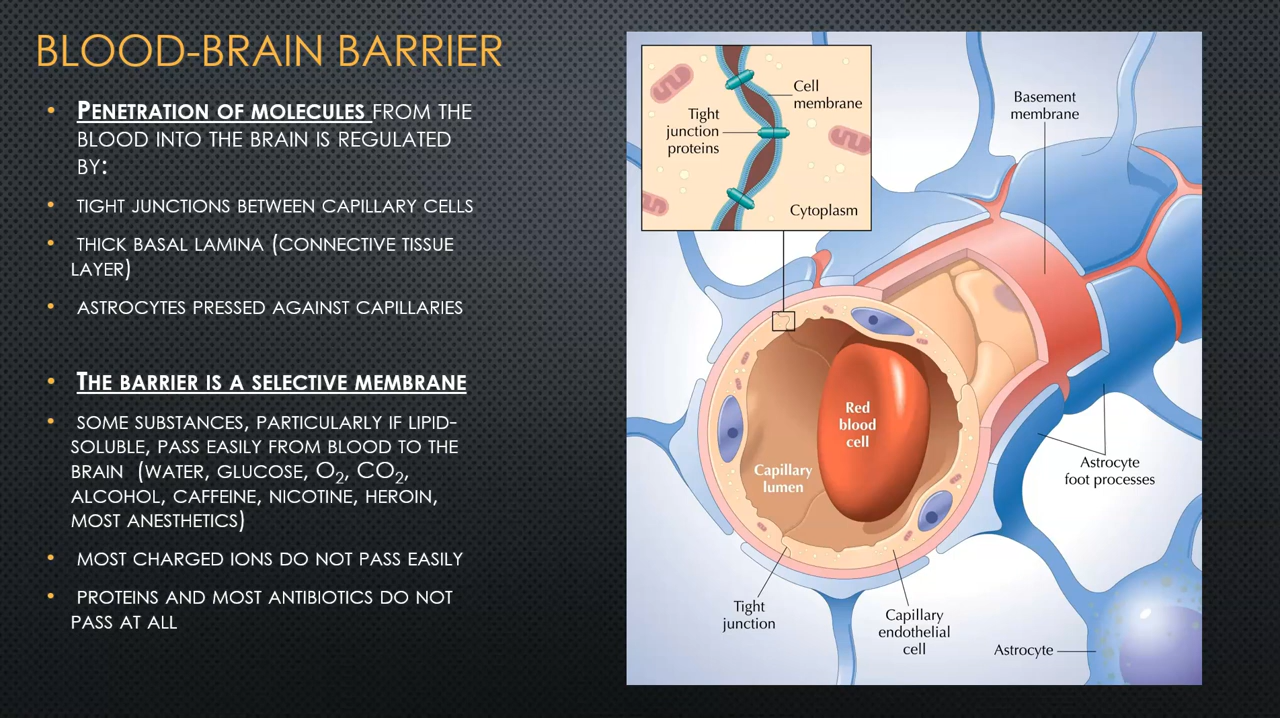 BLOOD-BRAIN BARRIER
• PENETRATION OF MOLECULES FROM THE
BLOOD INTO THE BRAIN IS REGULATED
BY:
• TIGHT JUNCTIONS BETWEEN CAPILLARY CELLS
• THICK BASAL LAMINA (CONNECTIVE TISSUE
LAYER)
• ASTROCYTES PRESSED AGAINST CAPILLARIES
• THE BARRIER IS A SELECTIVE MEMBRANE
• SOME SUBSTANCES, PARTICULARLY IF LIPID-
SOLUBLE, PASS EASILY FROM BLOOD TO THE
BRAIN (WATER, GLUCOSE, O2, CO2,
ALCOHOL, CAFFEINE, NICOTINE, HEROIN,
MOST ANESTHETICS)
• MOST CHARGED IONS DO NOT PASS EASILY
• PROTEINS AND MOST ANTIBIOTICS DO NOT
PASS AT ALL
Cell
membrane
Tight
junction
proteins
Cytoplasm
Basement
membrane
Red
blood
cell
Capillary
lumen
Astrocyte
foot processes
Tight
junction
Capillary
endothelial
cell
Astrocyte